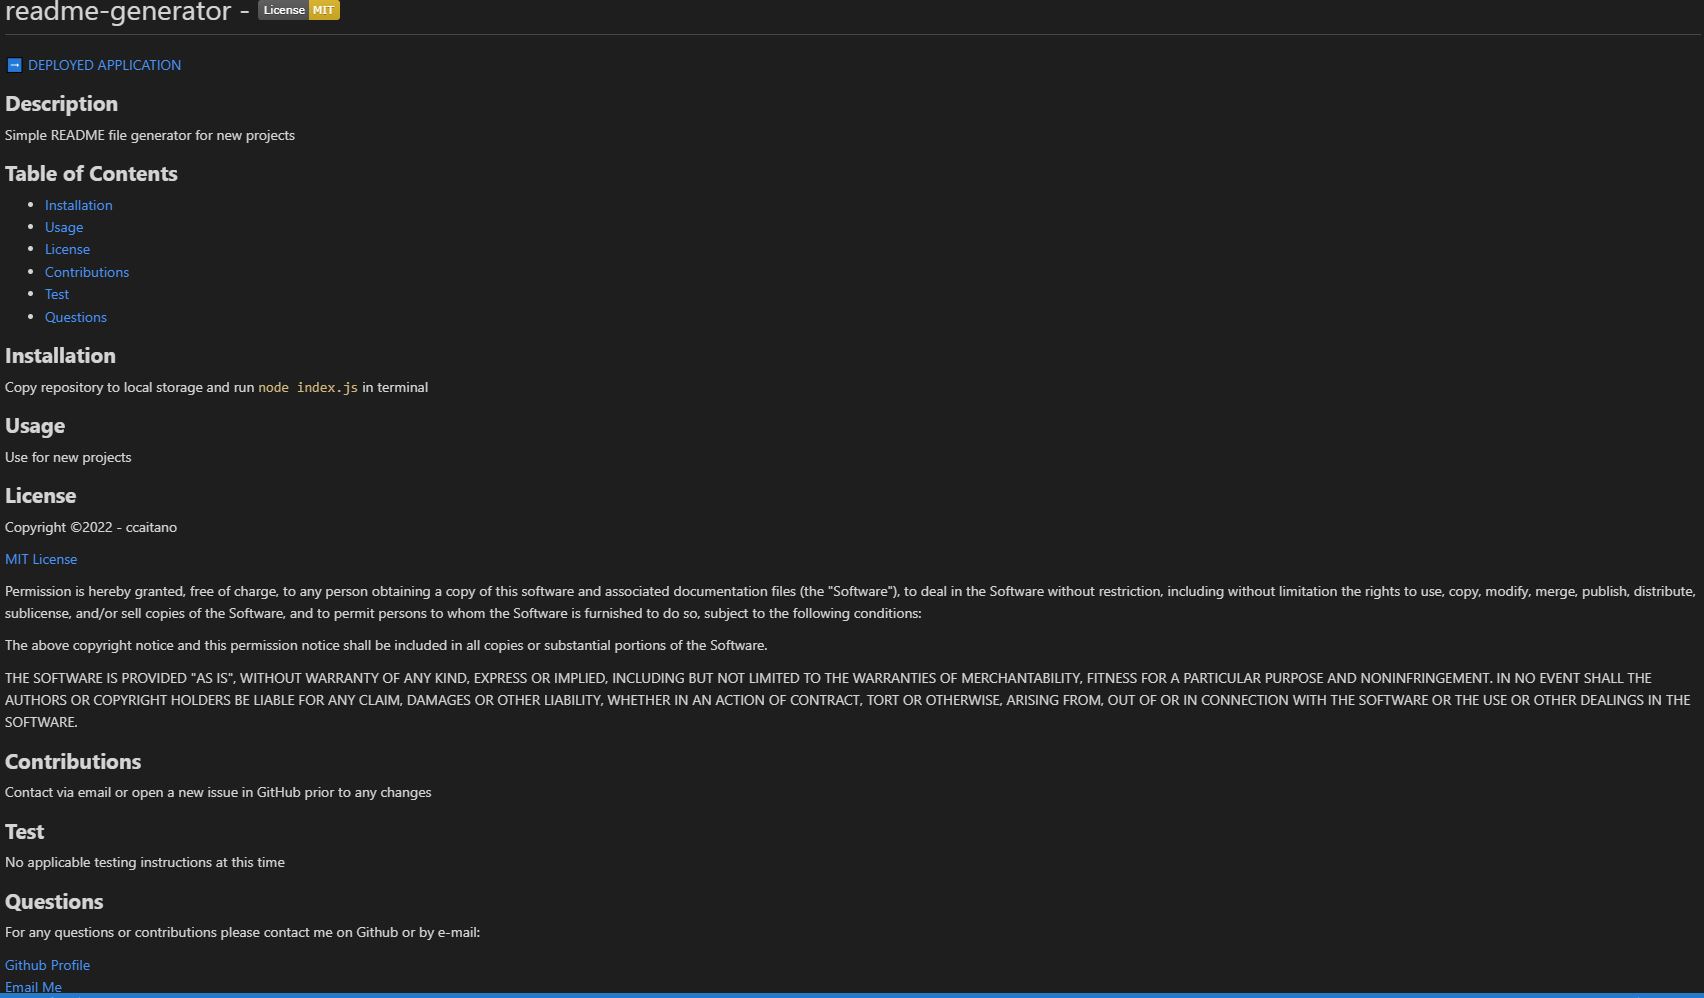 readme-generator - License MIT
DEPLOYED APPLICATION
Description
Simple README file generator for new projects
Table of Contents
Installation
Usage
License
Contributions
Test
Questions
Installation
Copy repository to local storage and run node index.js in terminal
Usage
Use for new projects
License
Copyright ©2022 - ccaitano
MIT License
Permission is hereby granted, free of charge, to any person obtaining a copy of this software and associated documentation files (the "Software"), to deal in the Software without restriction, including without limitation the rights to use, copy, modify, merge, publish, distribute,
sublicense, and/or sell copies of the Software, and to permit persons to whom the Software is furnished to do so, subject to the following conditions:
The above copyright notice and this permission notice shall be included in all copies or substantial portions of the Software.
THE SOFTWARE IS PROVIDED "AS IS", WITHOUT WARRANTY OF ANY KIND, EXPRESS OR IMPLIED, INCLUDING BUT NOT LIMITED TO THE WARRANTIES OF MERCHANTABILITY, FITNESS FOR A PARTICULAR PURPOSE AND NONINFRINGEMENT. IN NO EVENT SHALL THE
AUTHORS OR COPYRIGHT HOLDERS BE LIABLE FOR ANY CLAIM, DAMAGES OR OTHER LIABILITY, WHETHER IN AN ACTION OF CONTRACT, TORT OR OTHERWISE, ARISING FROM, OUT OF OR IN CONNECTION WITH THE SOFTWARE OR THE USE OR OTHER DEALINGS IN THE
SOFTWARE.
Contributions
Contact via email or open a new issue in GitHub prior to any changes
Test
No applicable testing instructions at this time
Questions
For any questions or contributions please contact me on Github or by e-mail:
Github Profile
Email Me